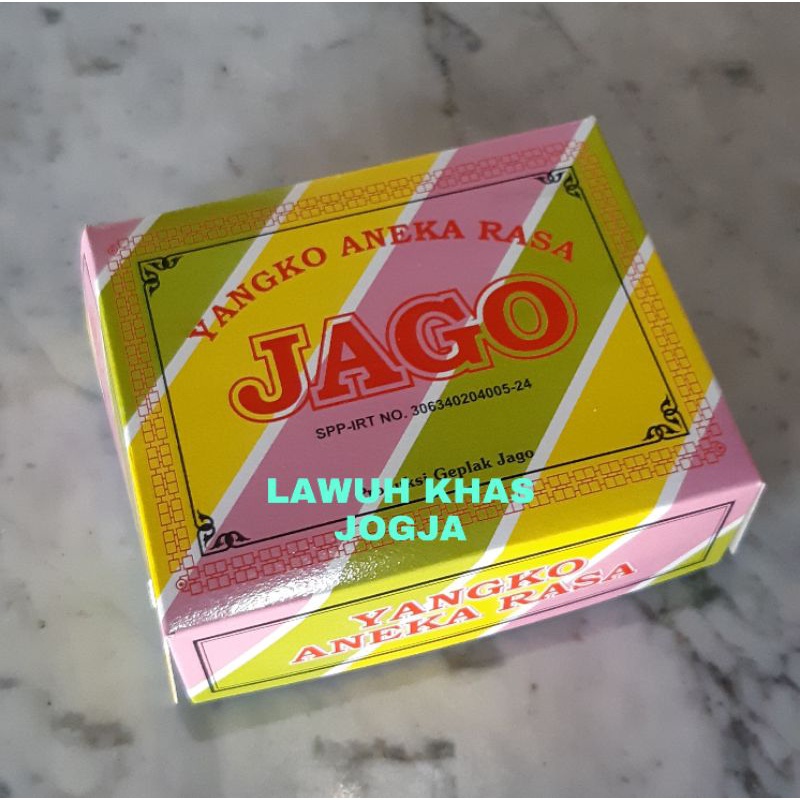 YANGKO ANEKA RASA
JAGO
SPP-IRT NO. 306340204005-24
Geplak Jago
LAWUH KHAS
JOGJA
YANGKO
ANEKA RASA